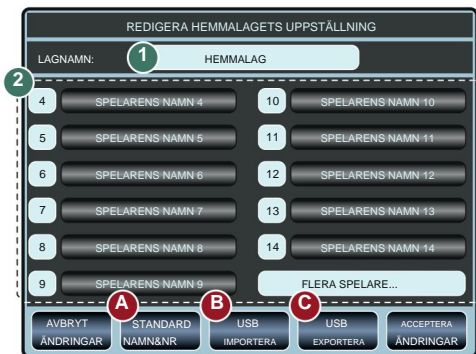 REDIGERA HEMMALAGETS UPPSTÄLLNING
LAGNAMN: 1 HEMMALAG
2
4 SPELARENS NAMN 4
5 SPELARENS NAMN 5
6 SPELARENS NAMN 6
7 SPELARENS NAMN 7
8 SPELARENS NAMN 8
9 SPELARENS NAMN 9
10 SPELARENS NAMN 10
11 SPELARENS NAMN 11
12 SPELARENS NAMN 12
13 SPELARENS NAMN 13
14 SPELARENS NAMN 14
FLERA SPELARE...
A
B
C
AVBRYT
ÄNDRINGAR
STANDARD
NAMN&NR
USB
IMPORTERA
USB
EXPORTERA
ACCEPTERA
ÄNDRINGAR